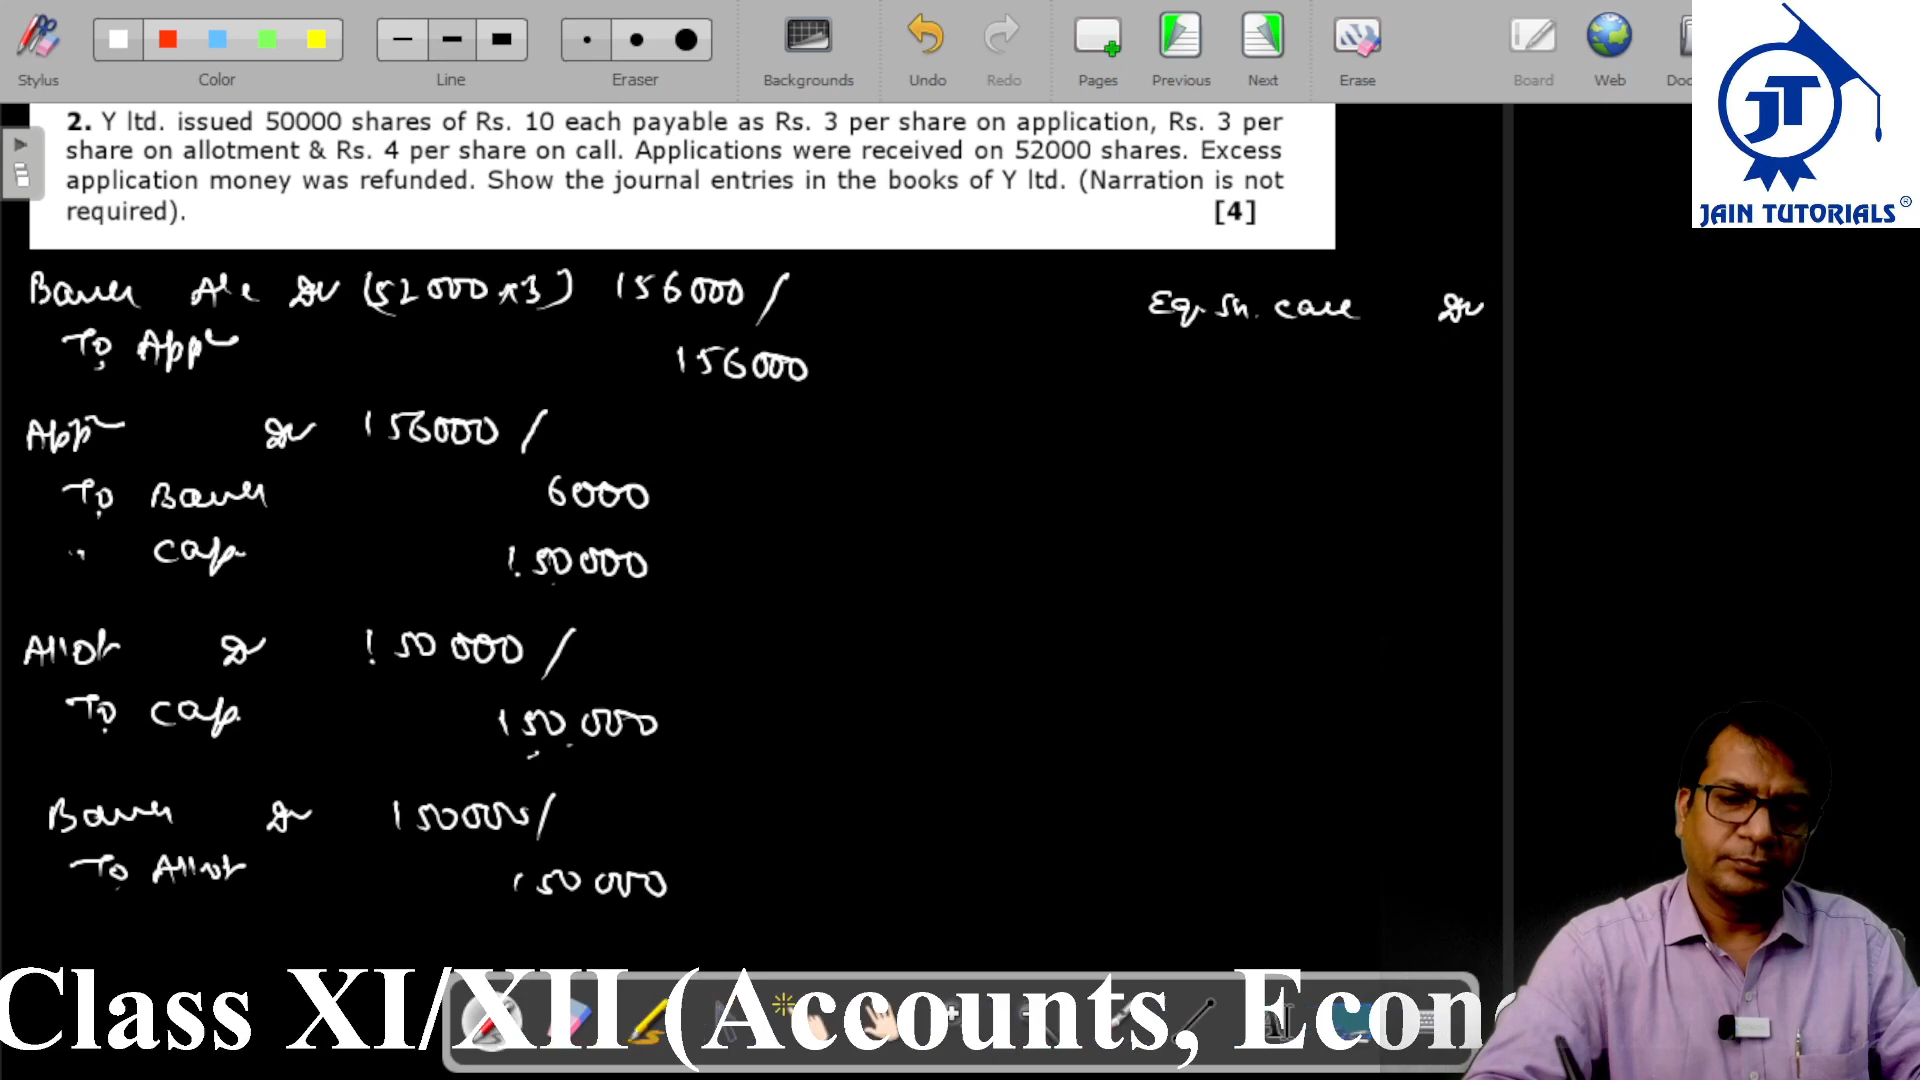 Stylus
Color
Line
Eraser
Backgrounds
Undo
Redo
Pages
Previous
Next
Erase
Board
Web
JT
JAIN TUTORIALS®
2. Y ltd. issued 50000 shares of Rs. 10 each payable as Rs. 3 per share on application, Rs. 3 per
share on allotment & Rs. 4 per share on call. Applications were received on 52000 shares. Excess
application money was refunded. Show the journal entries in the books of Y ltd. (Narration is not
required). [4]
Bank A/c Dr (52000×3) 156000 /
To Appn
156000
Eq. Sh. Call Dr
Appn Dr 156000 /
To Bank 6000
" Cap 150000
Allot Dr 150000 /
To Cap. 150000
Bank Dr 150000 /
To Allot 150000
Class XI/XII (Accounts, Econ